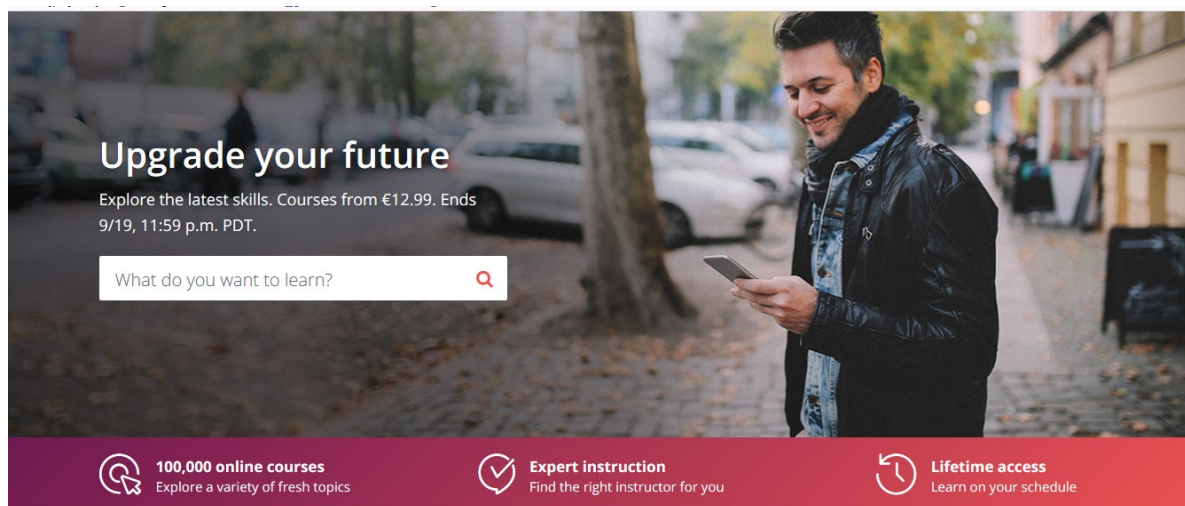 Upgrade your future
Explore the latest skills. Courses from €12.99. Ends
9/19, 11:59 p.m. PDT.
What do you want to learn?
100,000 online courses
Explore a variety of fresh topics
Expert instruction
Find the right instructor for you
Lifetime access
Learn on your schedule